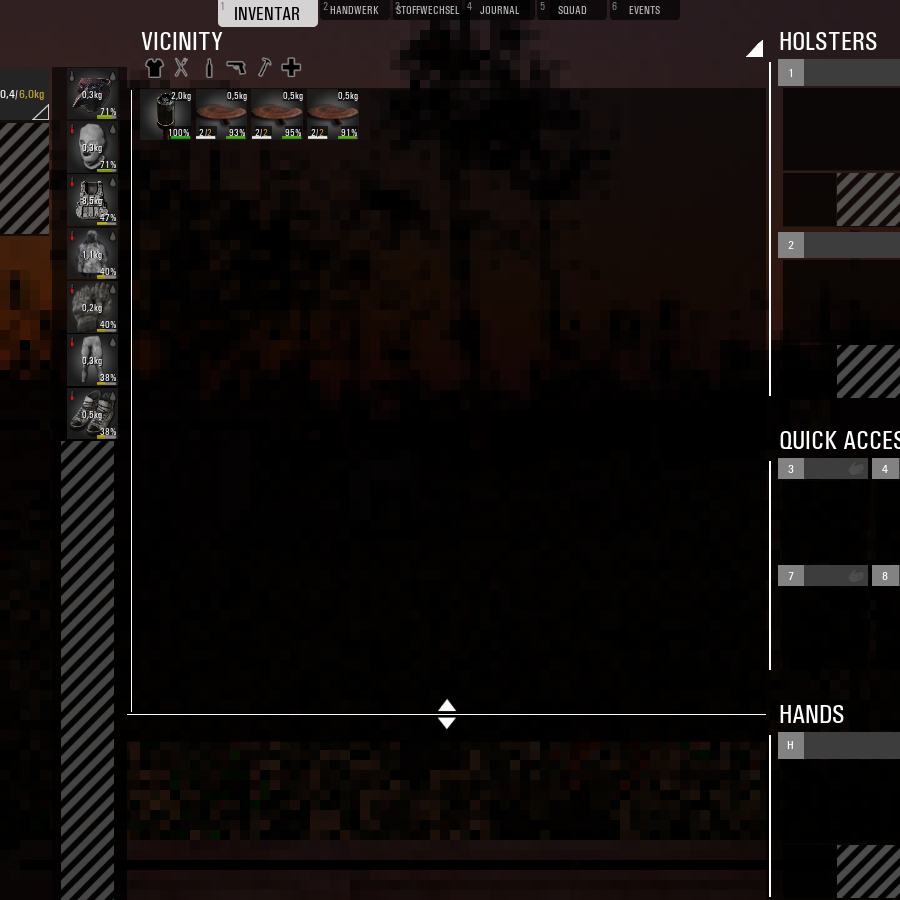 1 INVENTAR 2 HANDWERK 3 STOFFWECHSEL 4 JOURNAL 5 SQUAD 6 EVENTS
VICINITY
HOLSTERS
1
0,4/6,0kg
0,3kg
71%
2,0kg 0,5kg 0,5kg 0,5kg
100% 2/2 93% 2/2 95% 2/2 91%
0,3kg
71%
8,5kg
47%
2
1,1kg
40%
0,2kg
40%
0,3kg
38%
0,5kg
38%
QUICK ACCES
3 4
7 8
HANDS
H